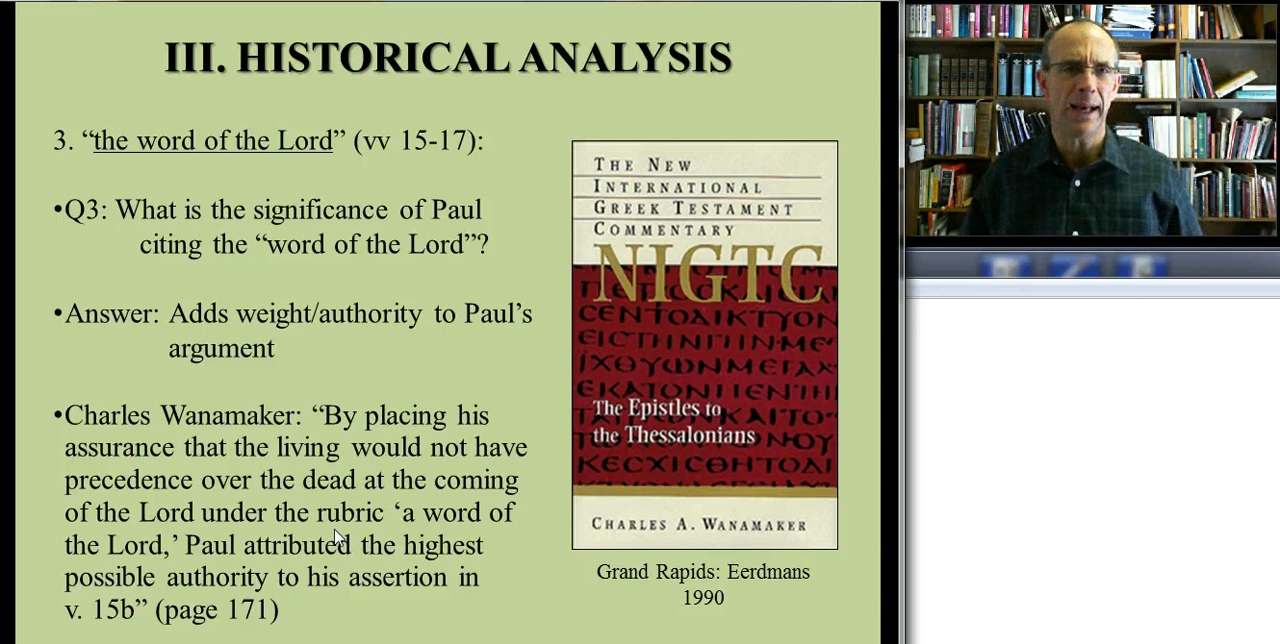 III. HISTORICAL ANALYSIS
3. “the word of the Lord” (vv 15-17):
•Q3: What is the significance of Paul
citing the “word of the Lord”?
•Answer: Adds weight/authority to Paul’s
argument
•Charles Wanamaker: “By placing his
assurance that the living would not have
precedence over the dead at the coming
of the Lord under the rubric ‘a word of
the Lord,’ Paul attributed the highest
possible authority to his assertion in
v. 15b” (page 171)
THE NEW
INTERNATIONAL
GREEK TESTAMENT
COMMENTARY
NIGTC
The Epistles to
the Thessalonians
CHARLES A. WANAMAKER
Grand Rapids: Eerdmans
1990